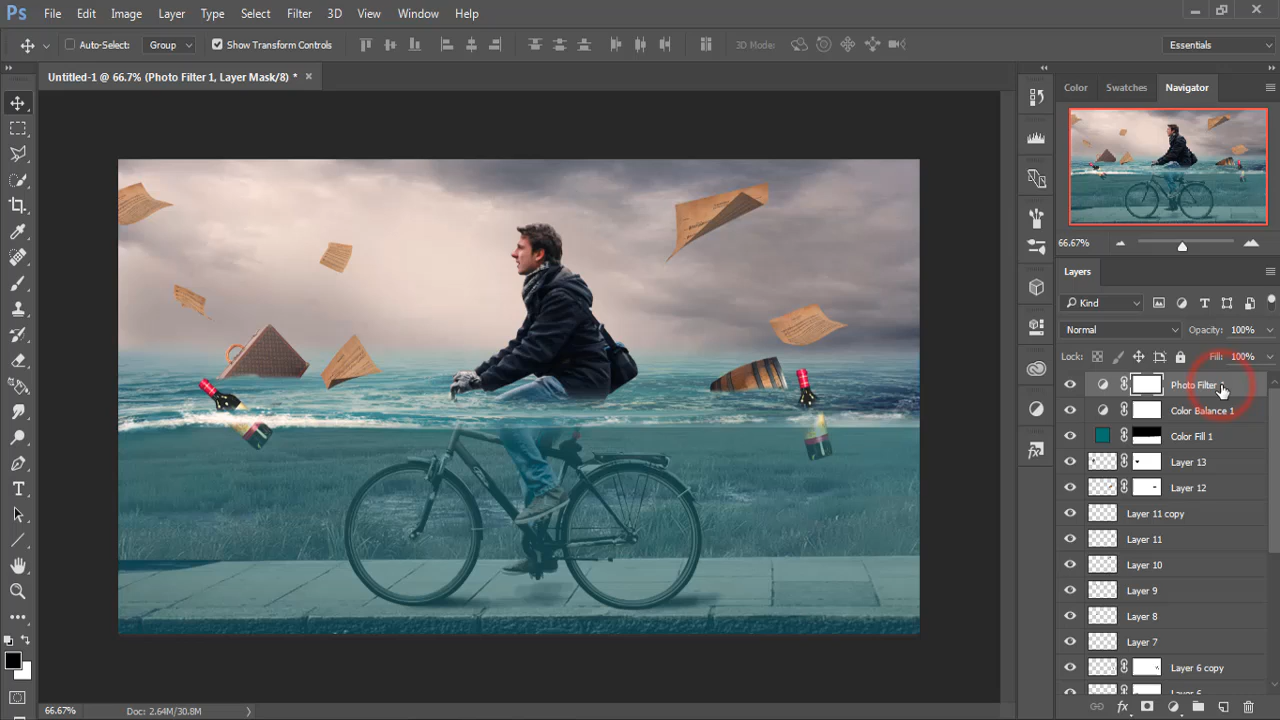 Ps File Edit Image Layer Type Select Filter 3D View Window Help
Auto-Select: Group Show Transform Controls 3D Mode: Essentials
Untitled-1 @ 66.7% (Photo Filter 1, Layer Mask/8) *
Color Swatches Navigator
66.67%
Layers
Kind
Normal Opacity: 100%
Lock: Fill: 100%
Photo Filter
Color Balance 1
Color Fill 1
Layer 13
Layer 12
Layer 11 copy
Layer 11
Layer 10
Layer 9
Layer 8
Layer 7
Layer 6 copy
Layer 6
66.67% Doc: 2.64M/30.8M
fx